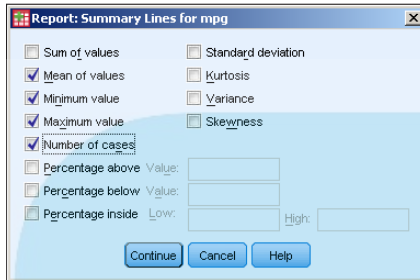 Report: Summary Lines for mpg
Sum of values
Standard deviation
Mean of values
Kurtosis
Minimum value
Variance
Maximum value
Skewness
Number of cases
Percentage above Value:
Percentage below Value:
Percentage inside Low: High:
Continue Cancel Help